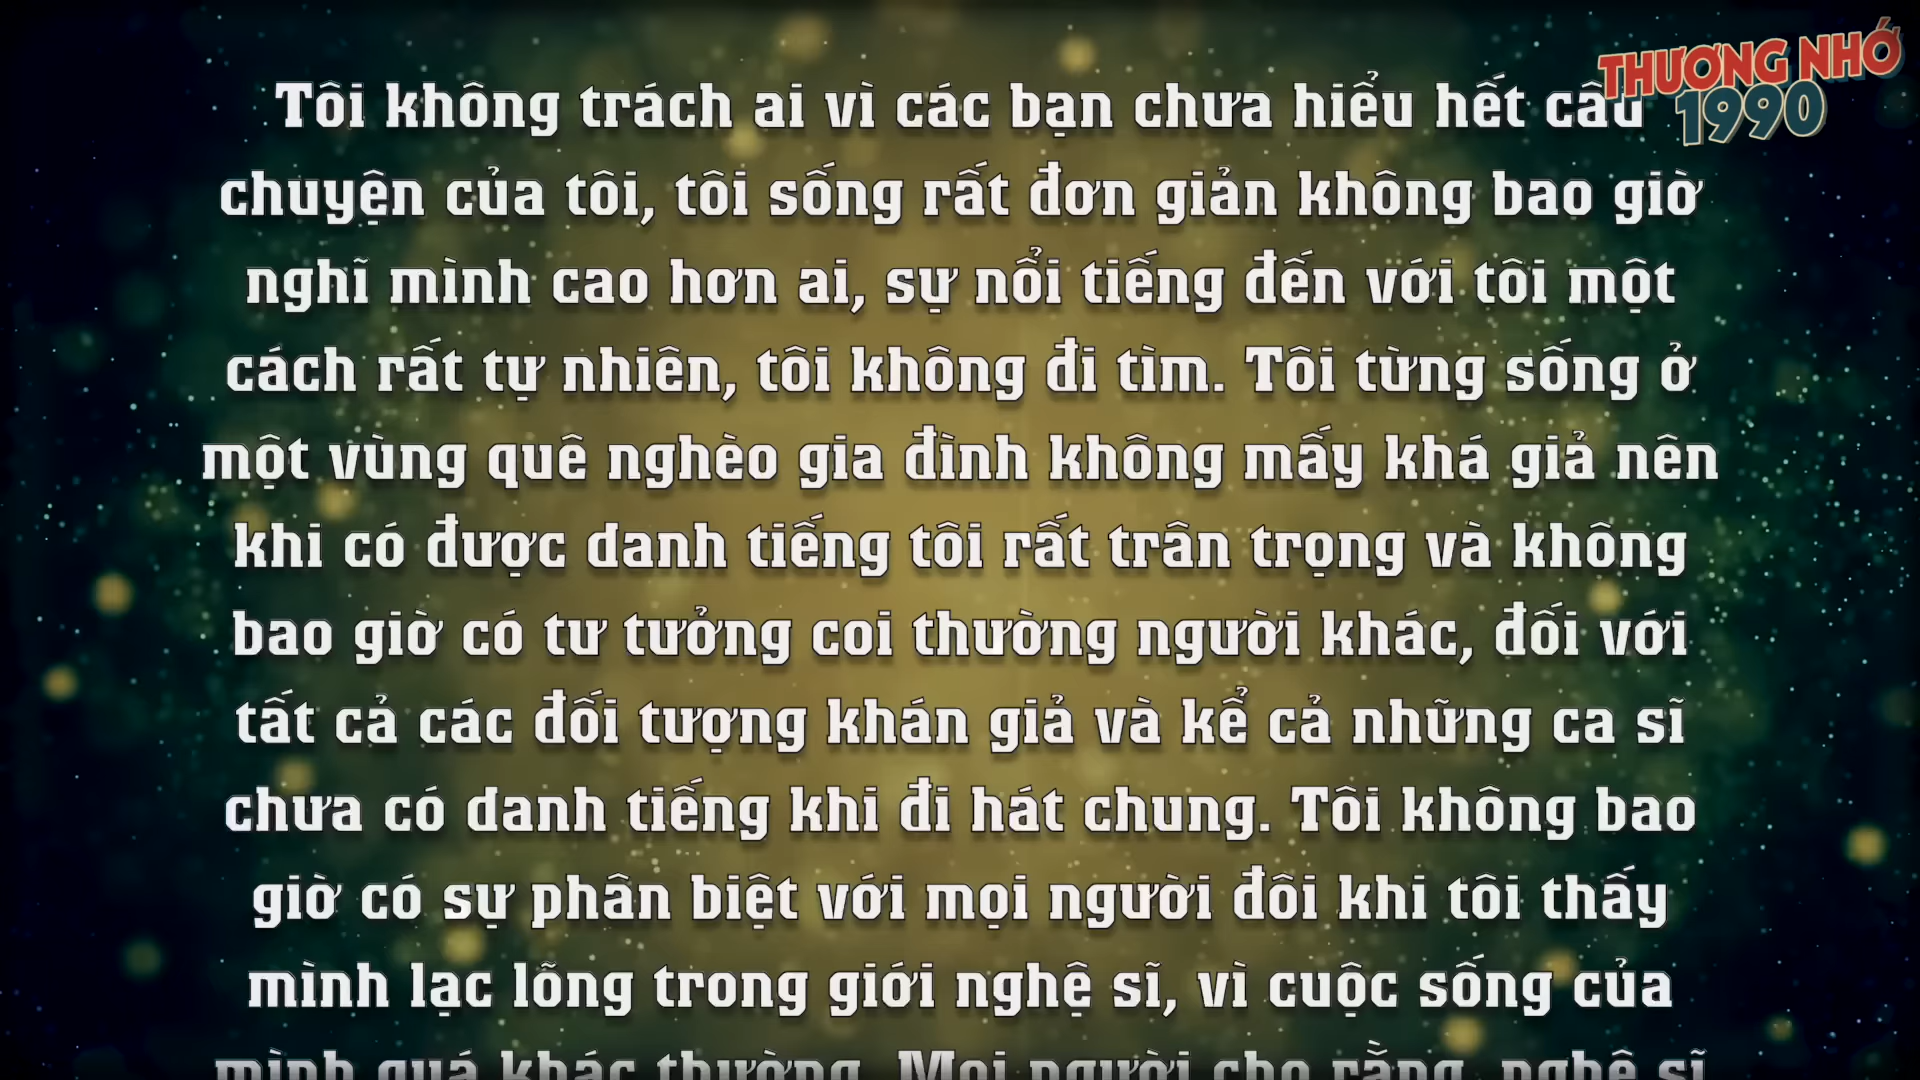 THƯƠNG NHỚ
1990
Tôi không trách ai vì các bạn chưa hiểu hết câu
chuyện của tôi, tôi sống rất đơn giản không bao giờ
nghĩ mình cao hơn ai, sự nổi tiếng đến với tôi một
cách rất tự nhiên, tôi không đi tìm. Tôi từng sống ở
một vùng quê nghèo gia đình không mấy khá giả nên
khi có được danh tiếng tôi rất trân trọng và không
bao giờ có tư tưởng coi thường người khác, đối với
tất cả các đối tượng khán giả và kể cả những ca sĩ
chưa có danh tiếng khi đi hát chung. Tôi không bao
giờ có sự phân biệt với mọi người đôi khi tôi thấy
mình lạc lõng trong giới nghệ sĩ, vì cuộc sống của
mình quá khác thường. Mọi người cho rằng, nghệ sĩ